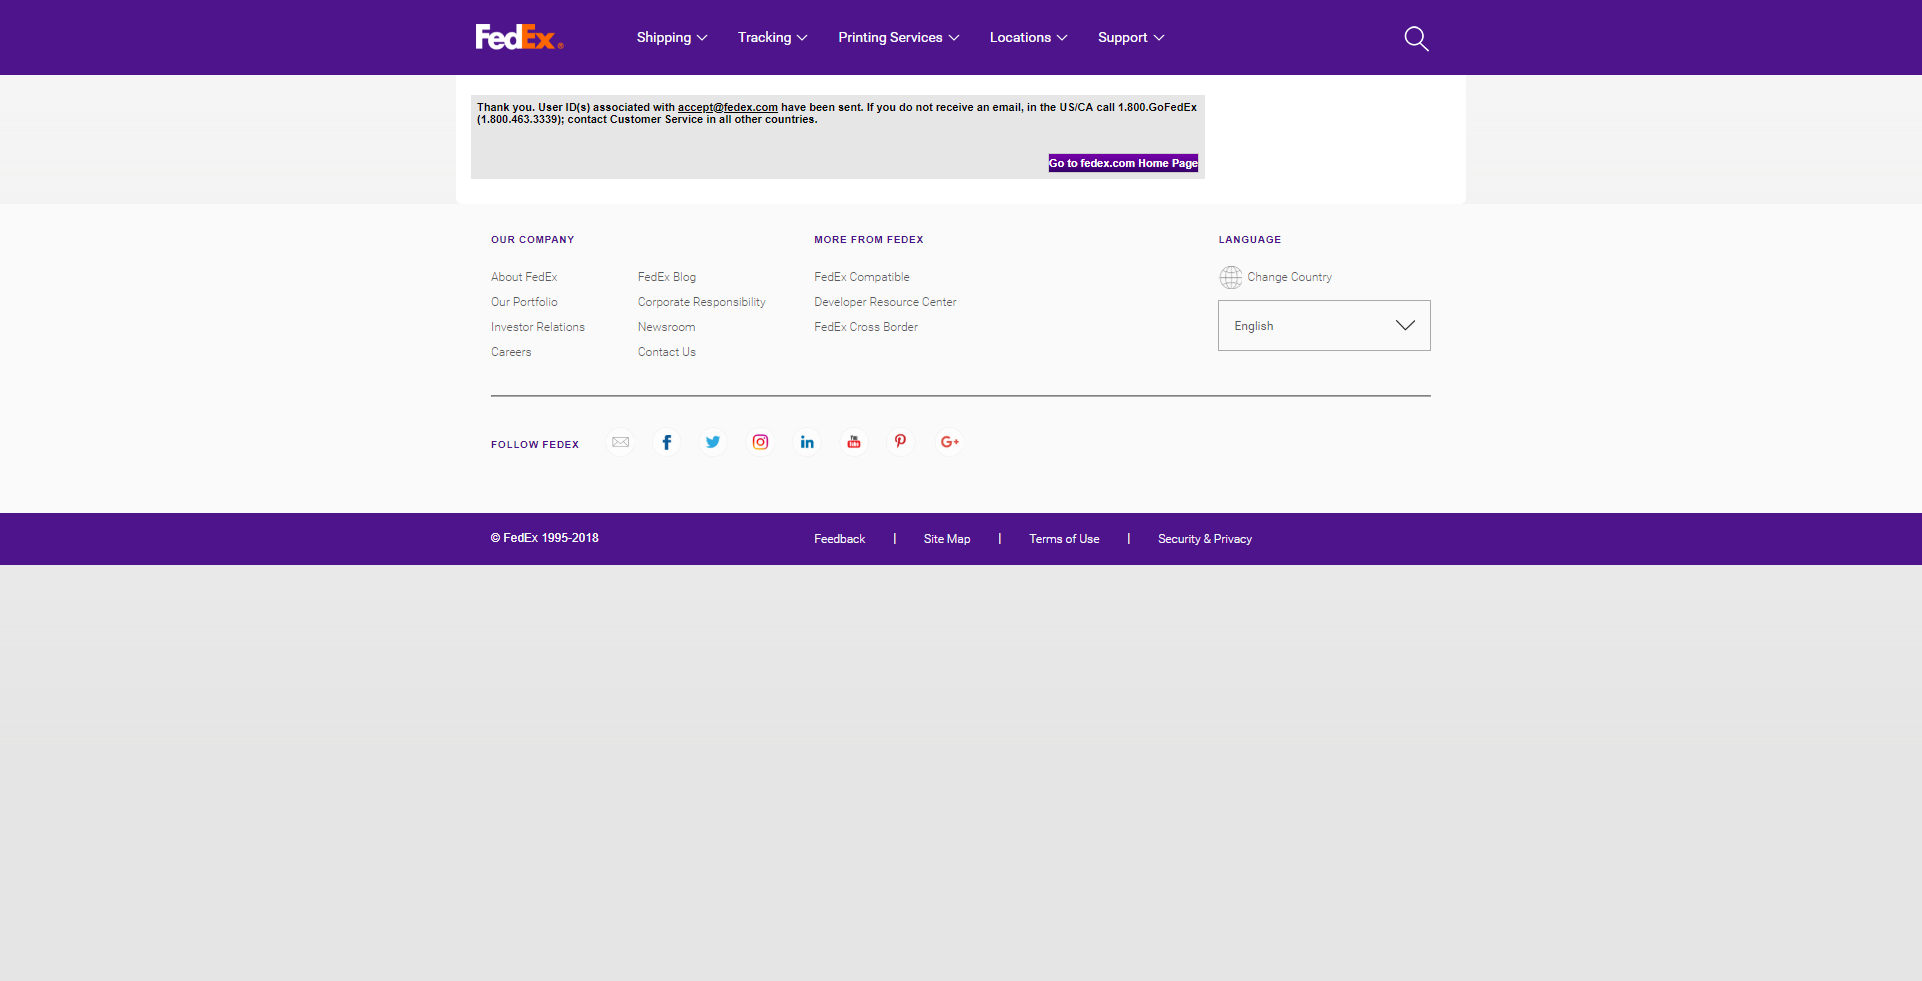 FedEx®
Shipping
Tracking
Printing Services
Locations
Support
Thank you. User ID(s) associated with accept@fedex.com have been sent. If you do not receive an email, in the US/CA call 1.800.GoFedEx
(1.800.463.3339); contact Customer Service in all other countries.
Go to fedex.com Home Page
OUR COMPANY
About FedEx
Our Portfolio
Investor Relations
Careers
FedEx Blog
Corporate Responsibility
Newsroom
Contact Us
MORE FROM FEDEX
FedEx Compatible
Developer Resource Center
FedEx Cross Border
LANGUAGE
Change Country
English
FOLLOW FEDEX
© FedEx 1995-2018
Feedback | Site Map | Terms of Use | Security & Privacy